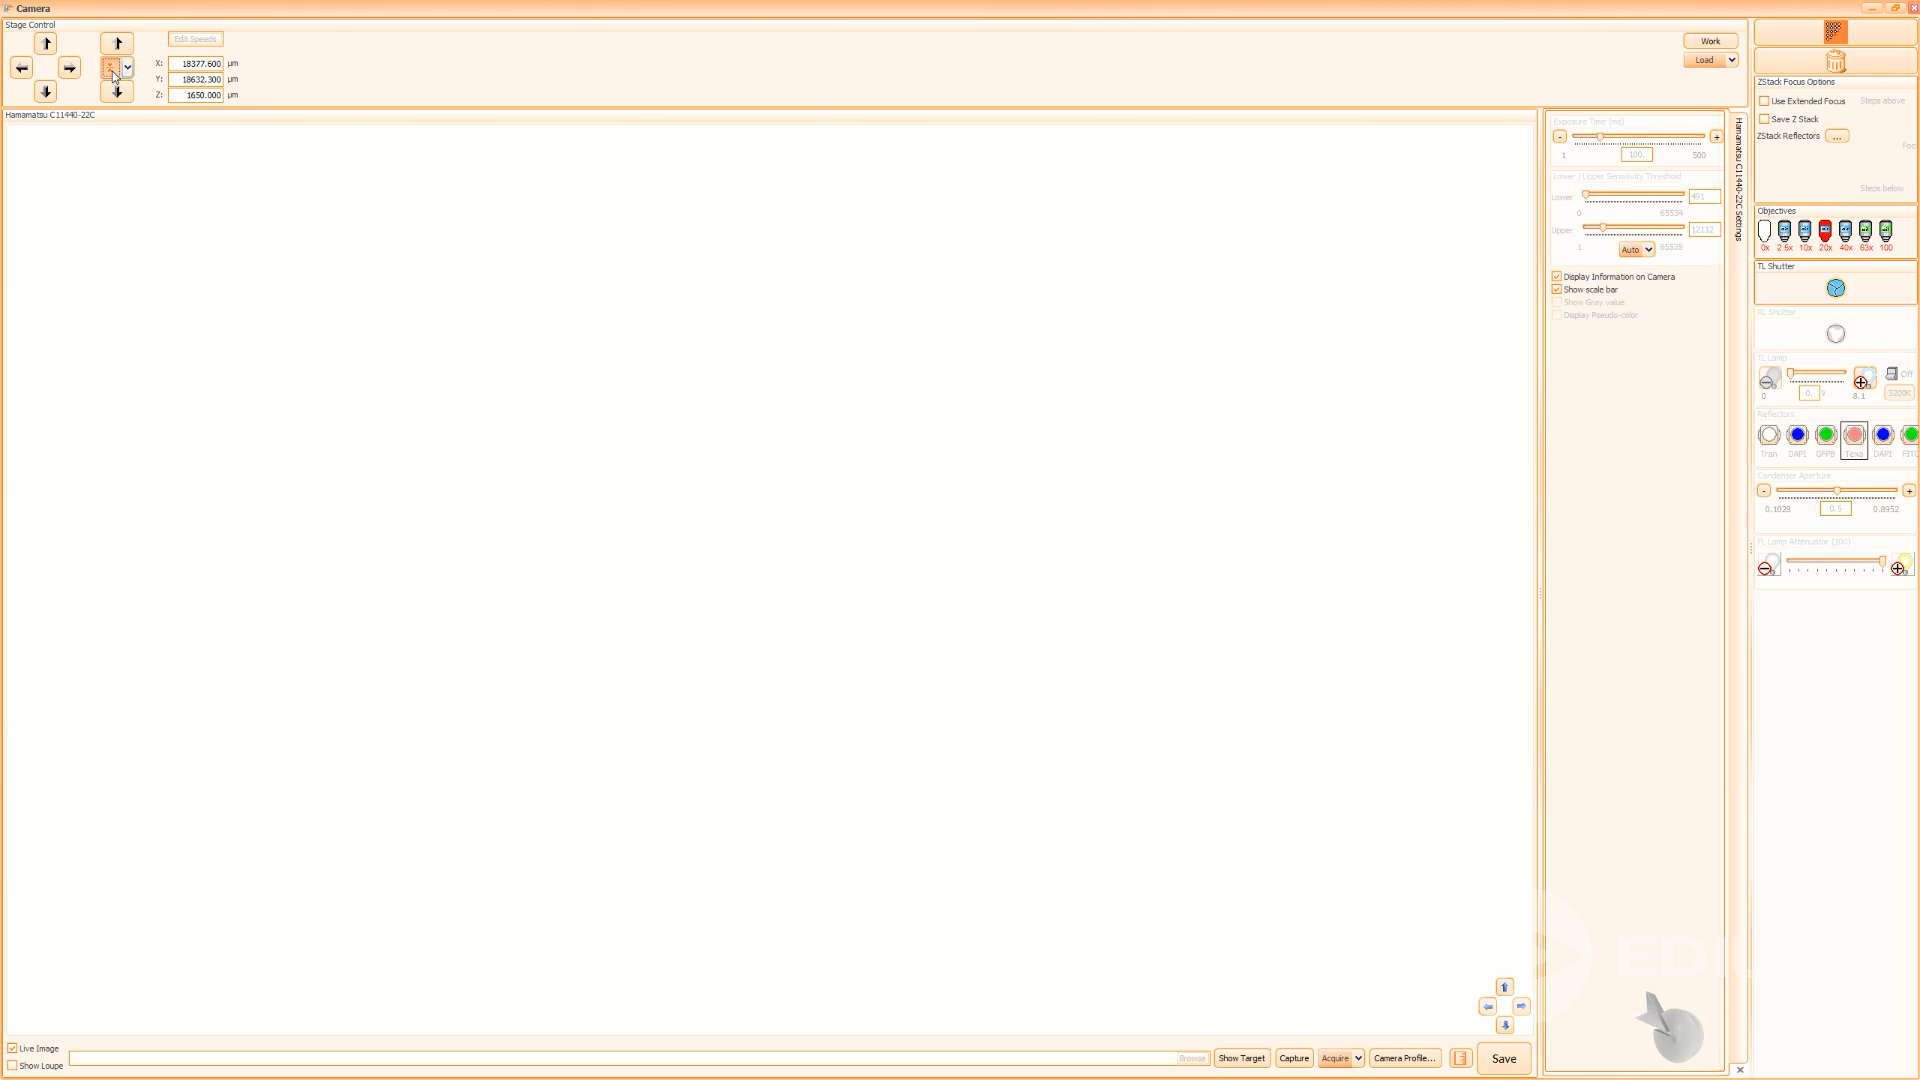 Camera
Stage Control
Edit Speeds
X: 18377.600 μm
Y: 18632.300 μm
Z: 1650.000 μm
Work
Load
Hamamatsu C11440-22C
Exposure Time (ms)
- +
1 100. 500
Lower / Upper Sensitivity Threshold
Lower 491
0 65534
Upper 12112
1 Auto 65535
Display Information on Camera
Show scale bar
Show Gray value
Display Pseudo-color
Hamamatsu C11440-22C Settings
ZStack Focus Options
Use Extended Focus Steps above
Save Z Stack
ZStack Reflectors ...
Foc
Steps below
Objectives
0x 2.5x 10x 20x 40x 63x 100
TL Shutter
RL Shutter
TL Lamp
Off
0 0. V 8.1 3200K
Reflectors
Tran DAPI GFPB Texa DAPI FITC
Condenser Aperture
- +
0.1028 0.5 0.8952
FL Lamp Attenuator (100)
EDIUS
Live Image
Show Loupe
Browse
Show Target
Capture
Acquire
Camera Profile...
Save